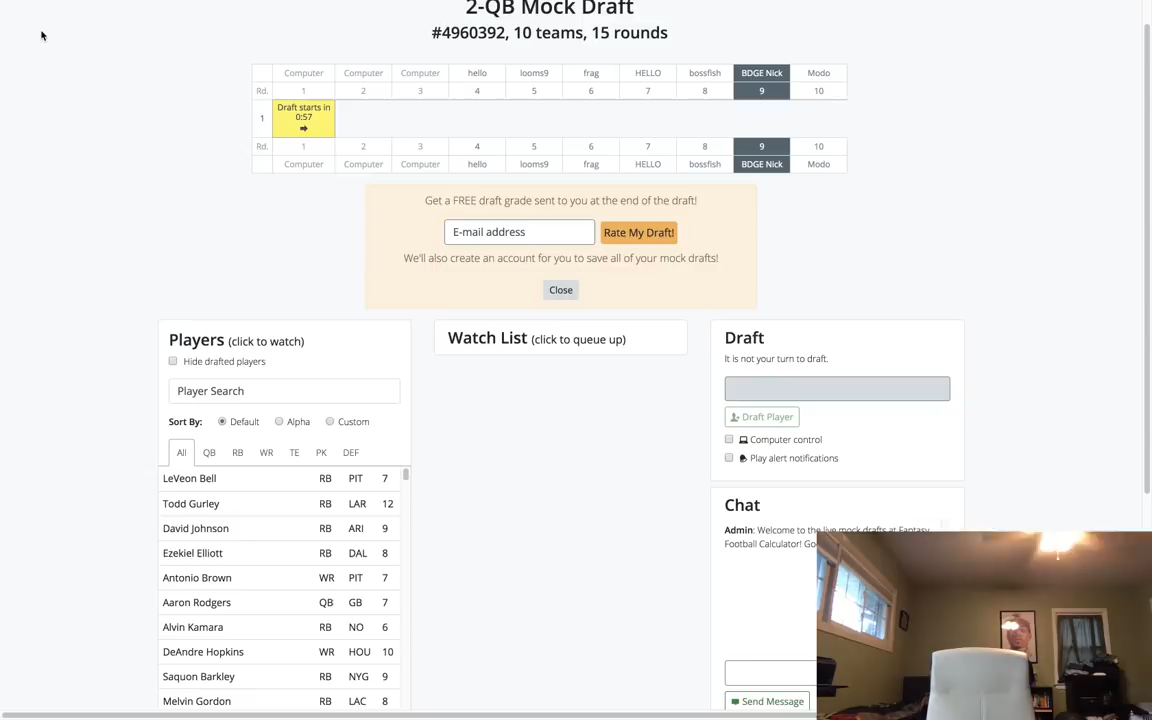 2-QB Mock Draft
#4960392, 10 teams, 15 rounds
Computer Computer Computer hello looms9 frag HELLO bossfish BDGE Nick Modo
Rd. 1 2 3 4 5 6 7 8 9 10
1 Draft starts in 0:57
Rd. 1 2 3 4 5 6 7 8 9 10
Computer Computer Computer hello looms9 frag HELLO bossfish BDGE Nick Modo
Get a FREE draft grade sent to you at the end of the draft!
E-mail address Rate My Draft!
We'll also create an account for you to save all of your mock drafts!
Close
Players (click to watch)
Hide drafted players
Player Search
Sort By: Default Alpha Custom
All QB RB WR TE PK DEF
LeVeon Bell RB PIT 7
Todd Gurley RB LAR 12
David Johnson RB ARI 9
Ezekiel Elliott RB DAL 8
Antonio Brown WR PIT 7
Aaron Rodgers QB GB 7
Alvin Kamara RB NO 6
DeAndre Hopkins WR HOU 10
Saquon Barkley RB NYG 9
Melvin Gordon RB LAC 8
Watch List (click to queue up)
Draft
It is not your turn to draft.
Draft Player
Computer control
Play alert notifications
Chat
Admin: Welcome to the live mock drafts at Fantasy
Football Calculator!
Send Message